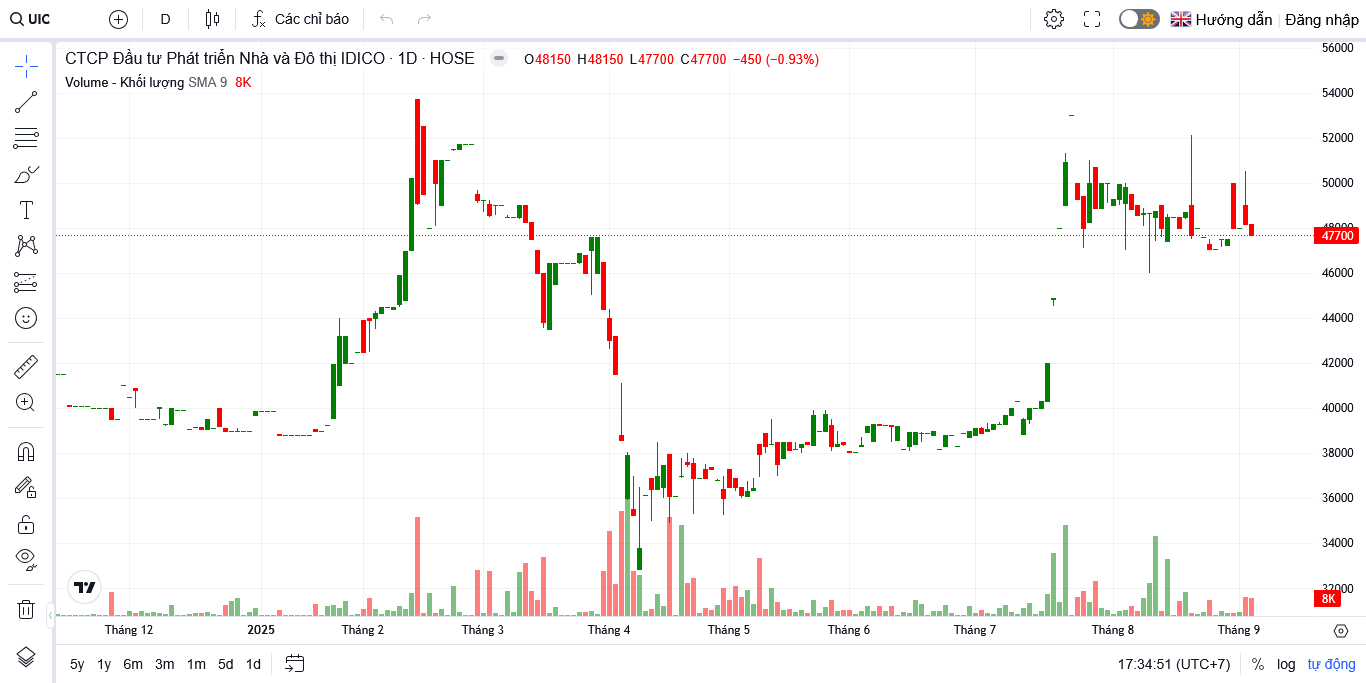 UIC D Các chỉ báo Hướng dẫn Đăng nhập
CTCP Đầu tư Phát triển Nhà và Đô thị IDICO · 1D · HOSE O48150 H48150 L47700 C47700 −450 (−0.93%)
Volume - Khối lượng SMA 9 8K
56000
54000
52000
50000
48000
47700
46000
44000
42000
40000
38000
36000
34000
32000
8K
Tháng 12 2025 Tháng 2 Tháng 3 Tháng 4 Tháng 5 Tháng 6 Tháng 7 Tháng 8 Tháng 9
5y 1y 6m 3m 1m 5d 1d 17:34:51 (UTC+7) % log tự động